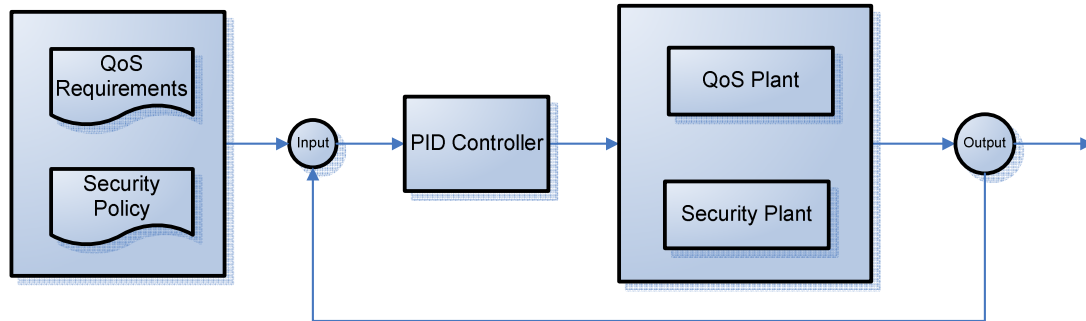 QoS
Requirements
Security
Policy
Input
PID Controller
QoS Plant
Security Plant
Output